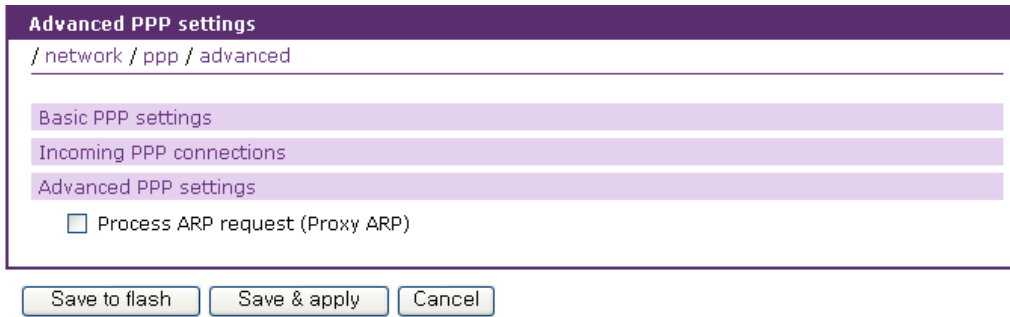 Advanced PPP settings
/ network / ppp / advanced
Basic PPP settings
Incoming PPP connections
Advanced PPP settings
Process ARP request (Proxy ARP)
Save to flash Save & apply Cancel